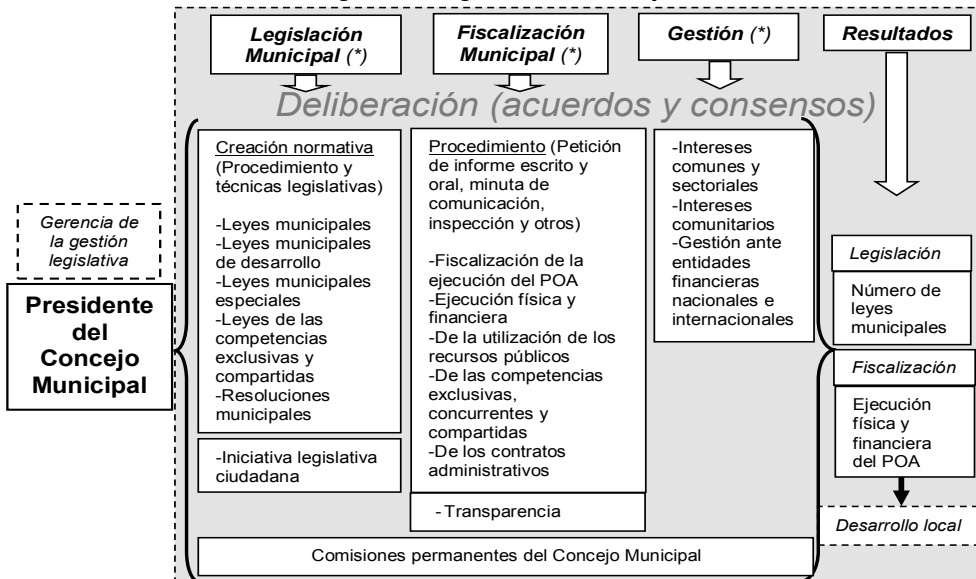 Legislación
Municipal (*)
Fiscalización
Municipal (*)
Gestión (*)
Resultados
Deliberación (acuerdos y consensos)
Gerencia de
la gestión
legislativa
Presidente
del
Concejo
Municipal
Creación normativa
(Procedimiento y
técnicas legislativas)
-Leyes municipales
-Leyes municipales
de desarrollo
-Leyes municipales
especiales
-Leyes de las
competencias
exclusivas y
compartidas
-Resoluciones
municipales
-Iniciativa legislativa
ciudadana
Procedimiento (Petición
de informe escrito y
oral, minuta de
comunicación,
inspección y otros)
-Fiscalización de la
ejecución del POA
-Ejecución física y
financiera
-De la utilización de los
recursos públicos
-De las competencias
exclusivas,
concurrentes y
compartidas
-De los contratos
administrativos
- Transparencia
-Intereses
comunes y
sectoriales
-Intereses
comunitarios
-Gestión ante
entidades
financieras
nacionales e
internacionales
Legislación
Número de
leyes
municipales
Fiscalización
Ejecución
física y
financiera
del POA
Desarrollo local
Comisiones permanentes del Concejo Municipal